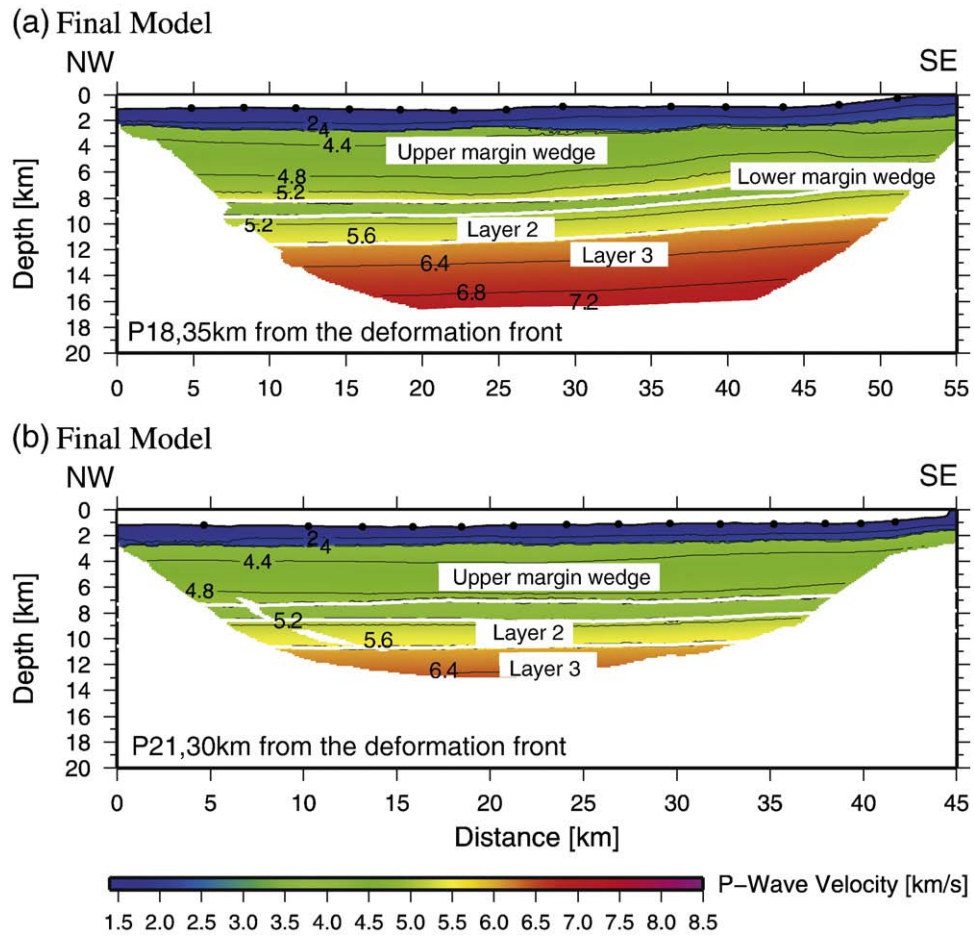 (a) Final Model
NW SE
0
2
4
6
8
10
12
14
16
18
20
Depth [km]
2
4
4.4
Upper margin wedge
4.8
5.2
Lower margin wedge
5.2
5.6
Layer 2
Layer 3
6.4
6.8
7.2
P18,35km from the deformation front
0 5 10 15 20 25 30 35 40 45 50 55
(b) Final Model
NW SE
0
2
4
6
8
10
12
14
16
18
20
Depth [km]
2
4
4.4
Upper margin wedge
4.8
5.2
5.6
Layer 2
Layer 3
6.4
P21,30km from the deformation front
0 5 10 15 20 25 30 35 40 45
Distance [km]
P-Wave Velocity [km/s]
1.5 2.0 2.5 3.0 3.5 4.0 4.5 5.0 5.5 6.0 6.5 7.0 7.5 8.0 8.5